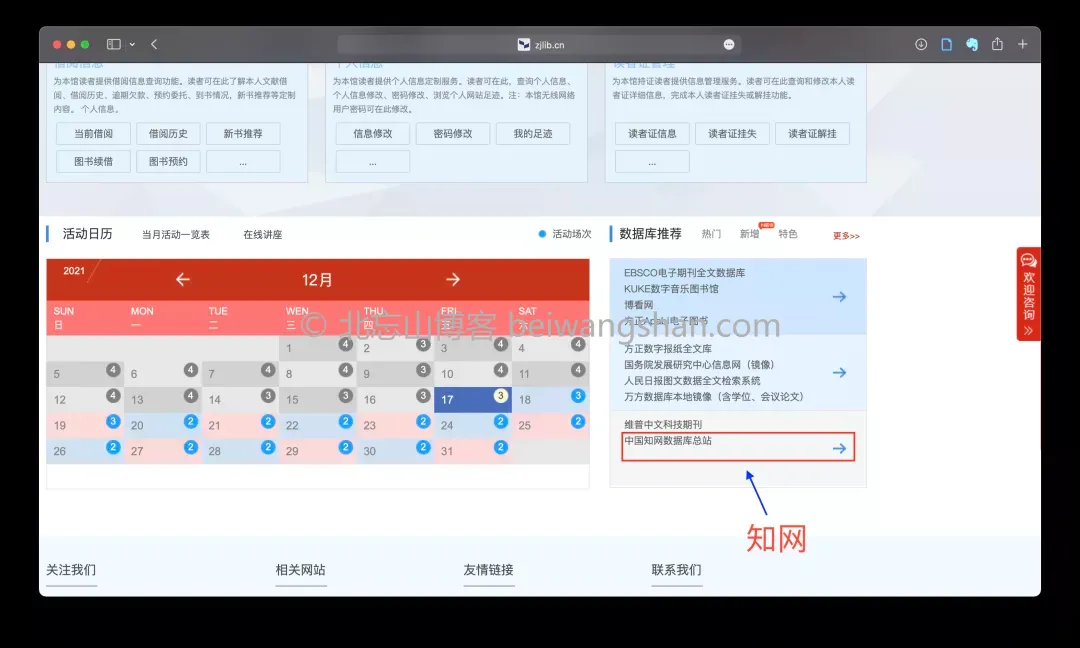 zjlib.cn
借阅信息
个人信息
读者证管理
为本馆读者提供借阅信息查询功能。读者可在此了解本人文献借
阅、借阅历史、逾期欠款、预约委托、到书情况，新书推荐等定制
内容。 个人信息。
当前借阅
借阅历史
新书推荐
图书续借
图书预约
...
为本馆读者提供个人信息定制服务。读者可在此，查询个人信息、
个人信息修改、密码修改、浏览个人网站足迹。注：本馆无线网络
用户密码可在此修改。
信息修改
密码修改
我的足迹
...
为本馆持证读者提供信息管理服务。读者可以此查询和修改本人读
者证详细信息，完成本人读者证挂失或解挂功能。
读者证信息
读者证挂失
读者证解挂
...
活动日历
当月活动一览表
在线讲座
活动场次
2021
12月
SUN MON TUE WEN THU FRI SAT
日 一 二 三 四 五 六
1 4 2 3 3 4 4 4
5 4 6 4 7 4 8 4 9 3 10 4 11 4
12 4 13 4 14 3 15 3 16 3 17 3 18 3
19 3 20 2 21 2 22 2 23 2 24 2 25 2
26 2 27 2 28 2 29 2 30 2 31 2
数据库推荐
热门
新增
特色
更多>>
EBSCO电子期刊全文数据库
KUKE数字音乐图书馆
博看网
方正Apabi电子图书
方正数字报纸全文库
国务院发展研究中心信息网（镜像）
人民日报图文数据全文检索系统
万方数据库本地镜像（含学位、会议论文）
维普中文科技期刊
中国知网数据库总站
知网
欢迎咨询
© 北忘山博客 beiwangshan.com
关注我们
相关网站
友情链接
联系我们